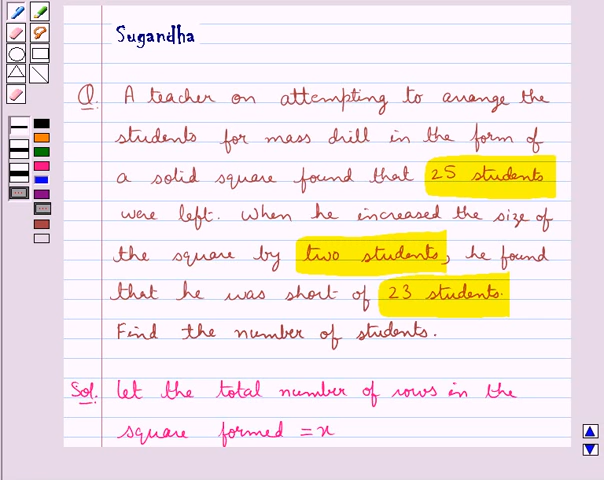 Sugandha
Q. A teacher on attempting to arrange the
students for mass drill in the form of
a solid square found that 25 students
were left. When he increased the size of
the square by two students, he found
that he was short of 23 students.
Find the number of students.
Sol. let the total number of rows in the
square formed = x